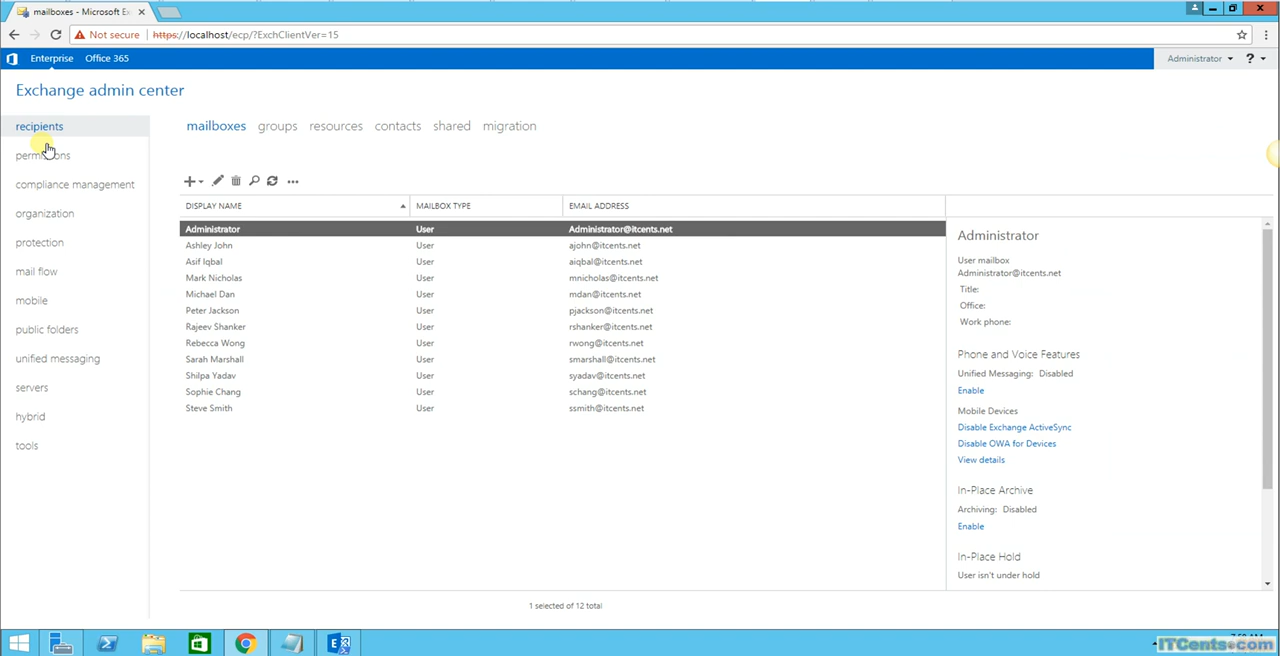 mailboxes - Microsoft Ex
Not secure https://localhost/ecp/?ExchClientVer=15
Enterprise Office 365 Administrator ?
Exchange admin center
recipients
permissions
compliance management
organization
protection
mail flow
mobile
public folders
unified messaging
servers
hybrid
tools
mailboxes groups resources contacts shared migration
DISPLAY NAME MAILBOX TYPE EMAIL ADDRESS
Administrator User Administrator@itcents.net
Ashley John User ajohn@itcents.net
Asif Iqbal User aiqbal@itcents.net
Mark Nicholas User mnicholas@itcents.net
Michael Dan User mdan@itcents.net
Peter Jackson User pjackson@itcents.net
Rajeev Shanker User rshanker@itcents.net
Rebecca Wong User rwong@itcents.net
Sarah Marshall User smarshall@itcents.net
Shilpa Yadav User syadav@itcents.net
Sophie Chang User schang@itcents.net
Steve Smith User ssmith@itcents.net
1 selected of 12 total
Administrator
User mailbox
Administrator@itcents.net
Title:
Office:
Work phone:
Phone and Voice Features
Unified Messaging: Disabled
Enable
Mobile Devices
Disable Exchange ActiveSync
Disable OWA for Devices
View details
In-Place Archive
Archiving: Disabled
Enable
In-Place Hold
User isn't under hold
ITCents.com